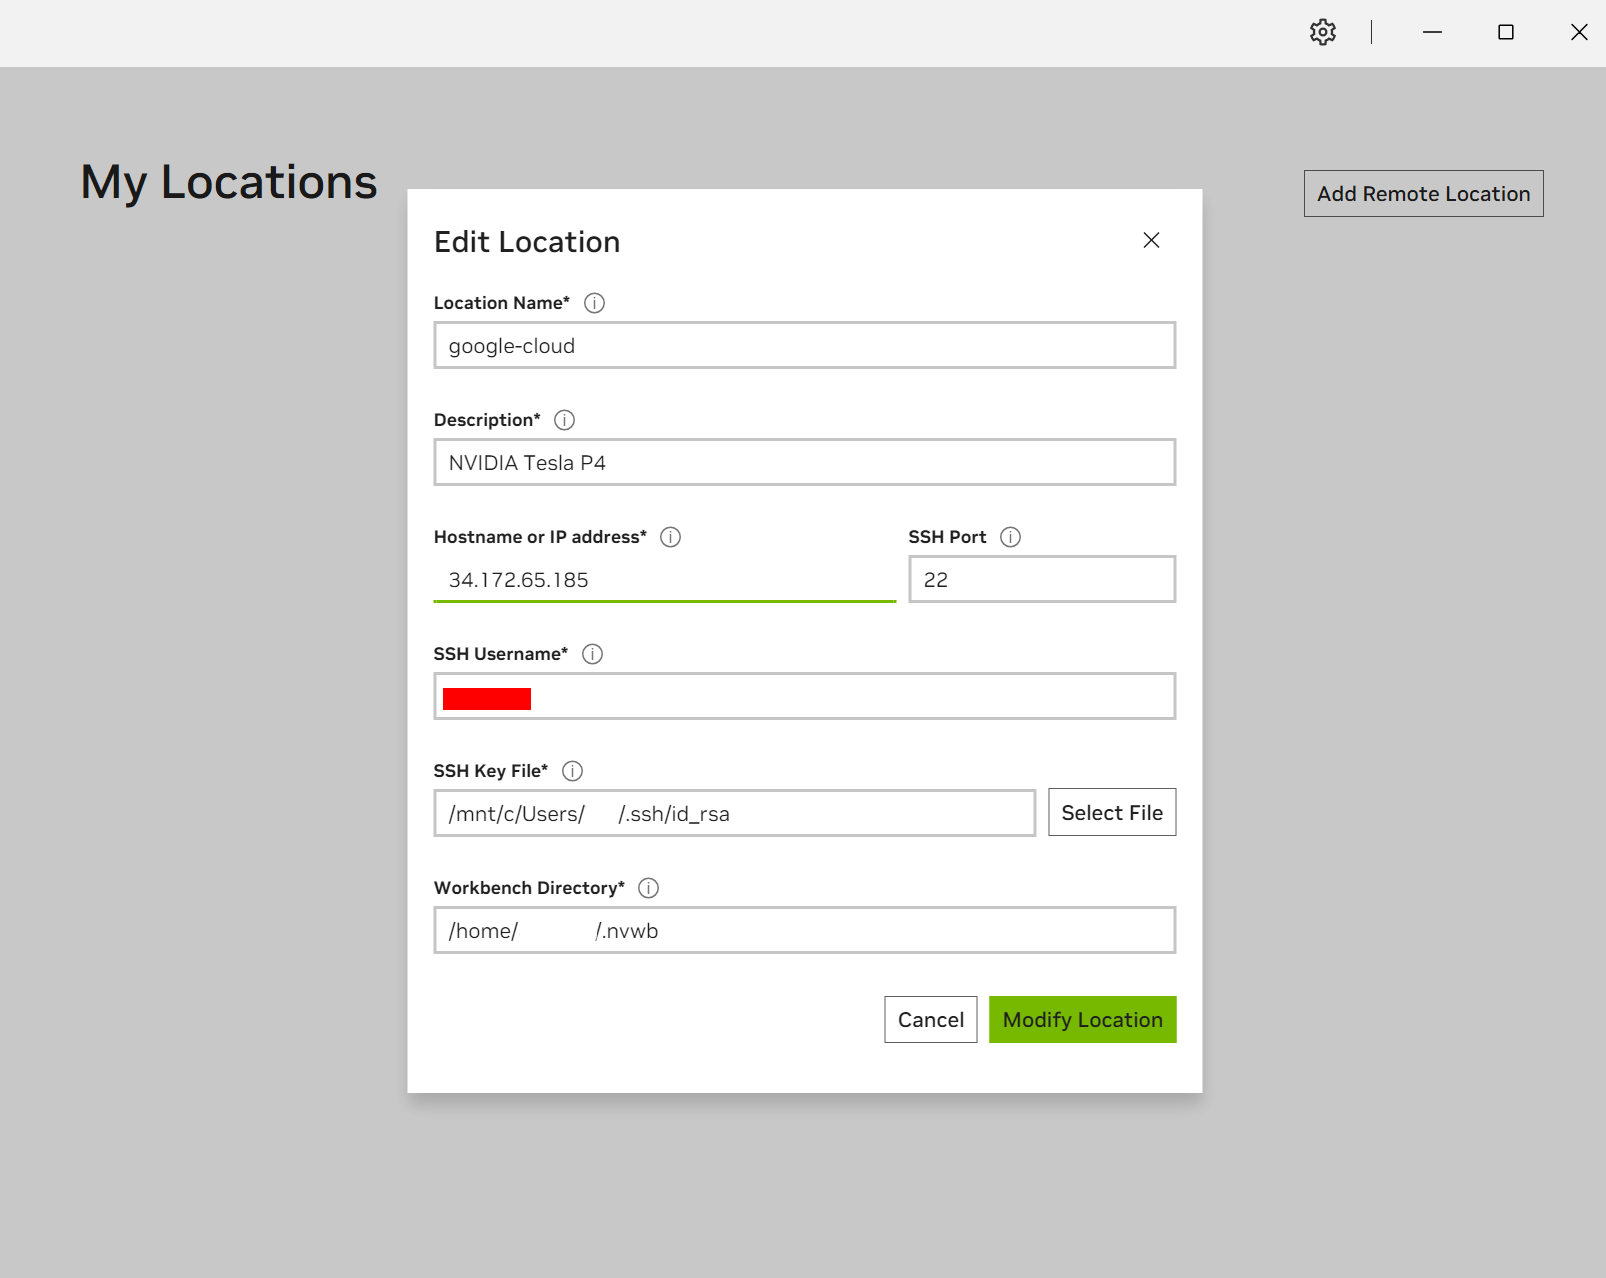 My Locations
Add Remote Location
Edit Location
Location Name*
google-cloud
Description*
NVIDIA Tesla P4
Hostname or IP address*
SSH Port
34.172.65.185
22
SSH Username*
SSH Key File*
/mnt/c/Users/ /.ssh/id_rsa
Select File
Workbench Directory*
/home/ /.nvwb
Cancel
Modify Location